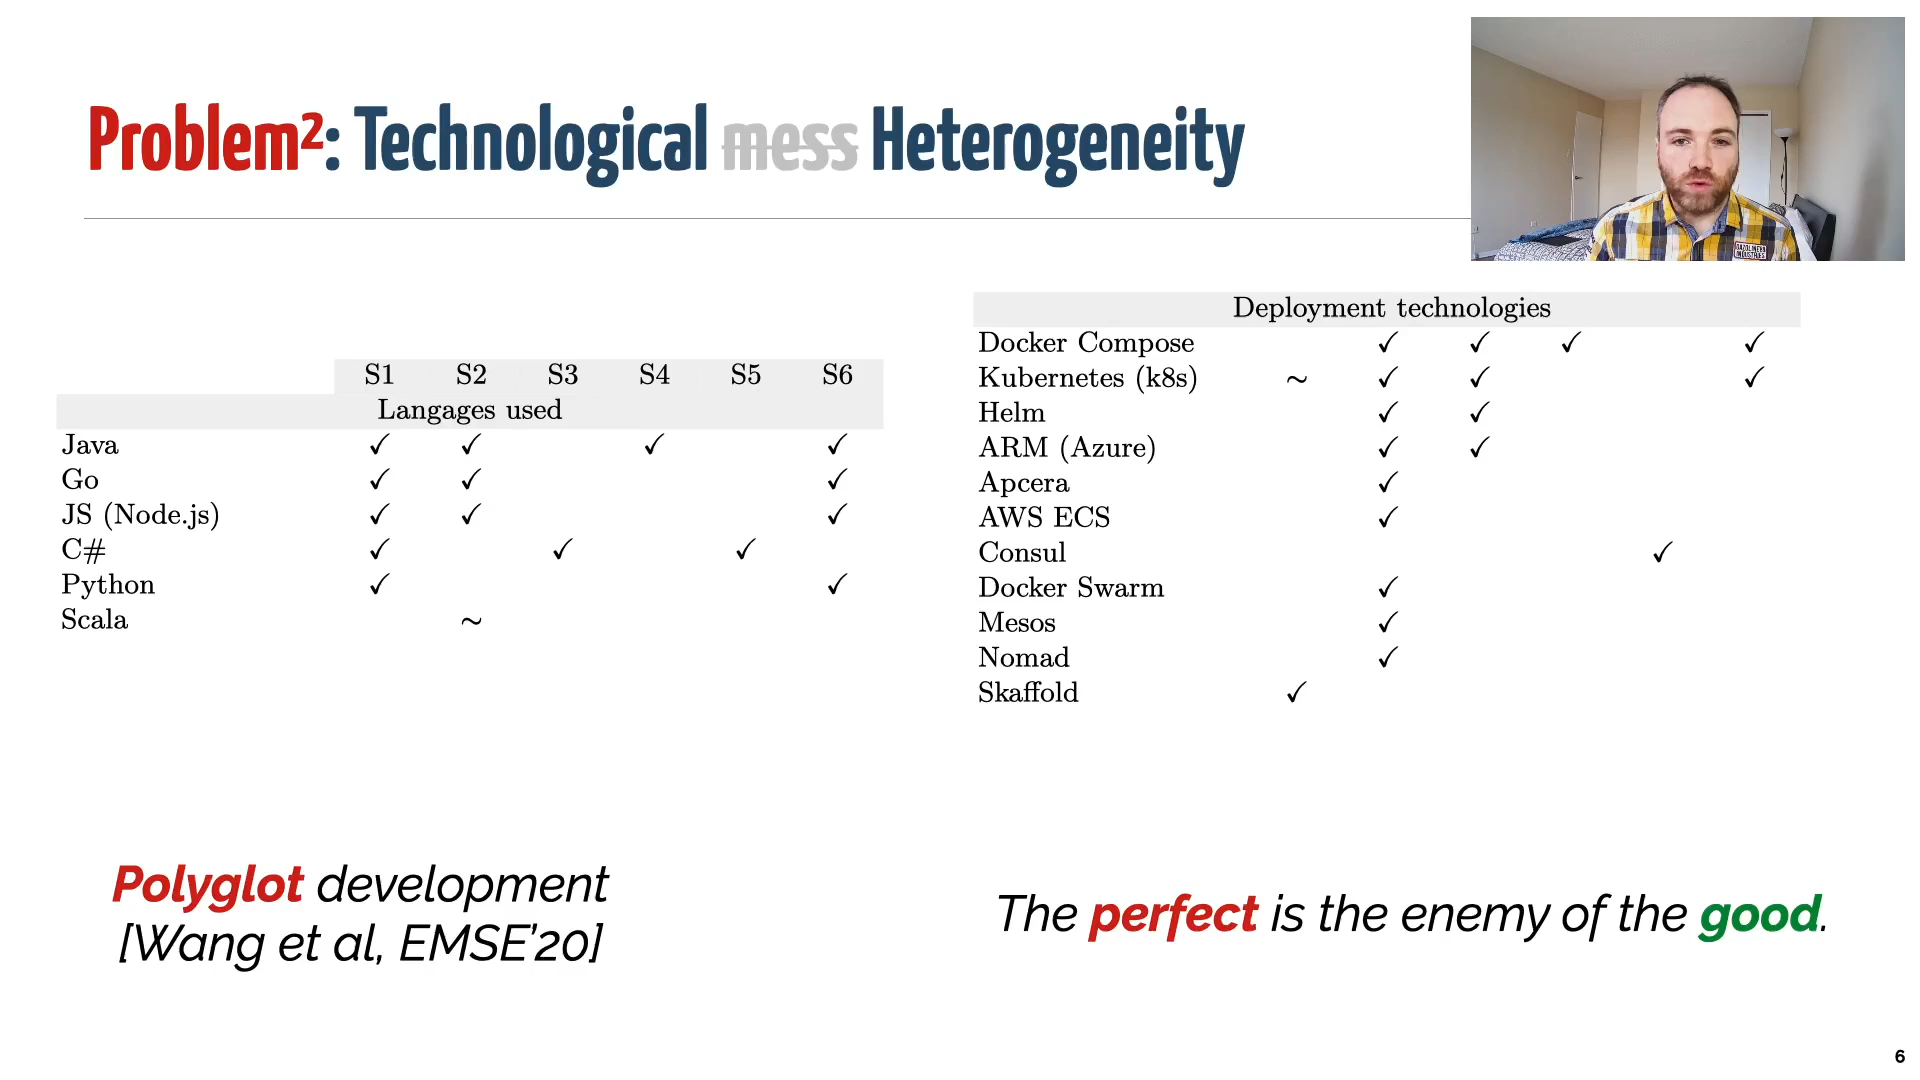 Problem²: Technological mess Heterogeneity
GAZOLINE88
INDUSTRIES
S1 S2 S3 S4 S5 S6
Langages used
Java ✓ ✓ ✓ ✓
Go ✓ ✓ ✓
JS (Node.js) ✓ ✓ ✓
C# ✓ ✓ ✓
Python ✓ ✓
Scala ~
Deployment technologies
Docker Compose ✓ ✓ ✓ ✓
Kubernetes (k8s) ~ ✓ ✓ ✓
Helm ✓ ✓
ARM (Azure) ✓ ✓
Apcera ✓
AWS ECS ✓
Consul ✓
Docker Swarm ✓
Mesos ✓
Nomad ✓
Skaffold ✓
Polyglot development
[Wang et al, EMSE’20]
The perfect is the enemy of the good.
6